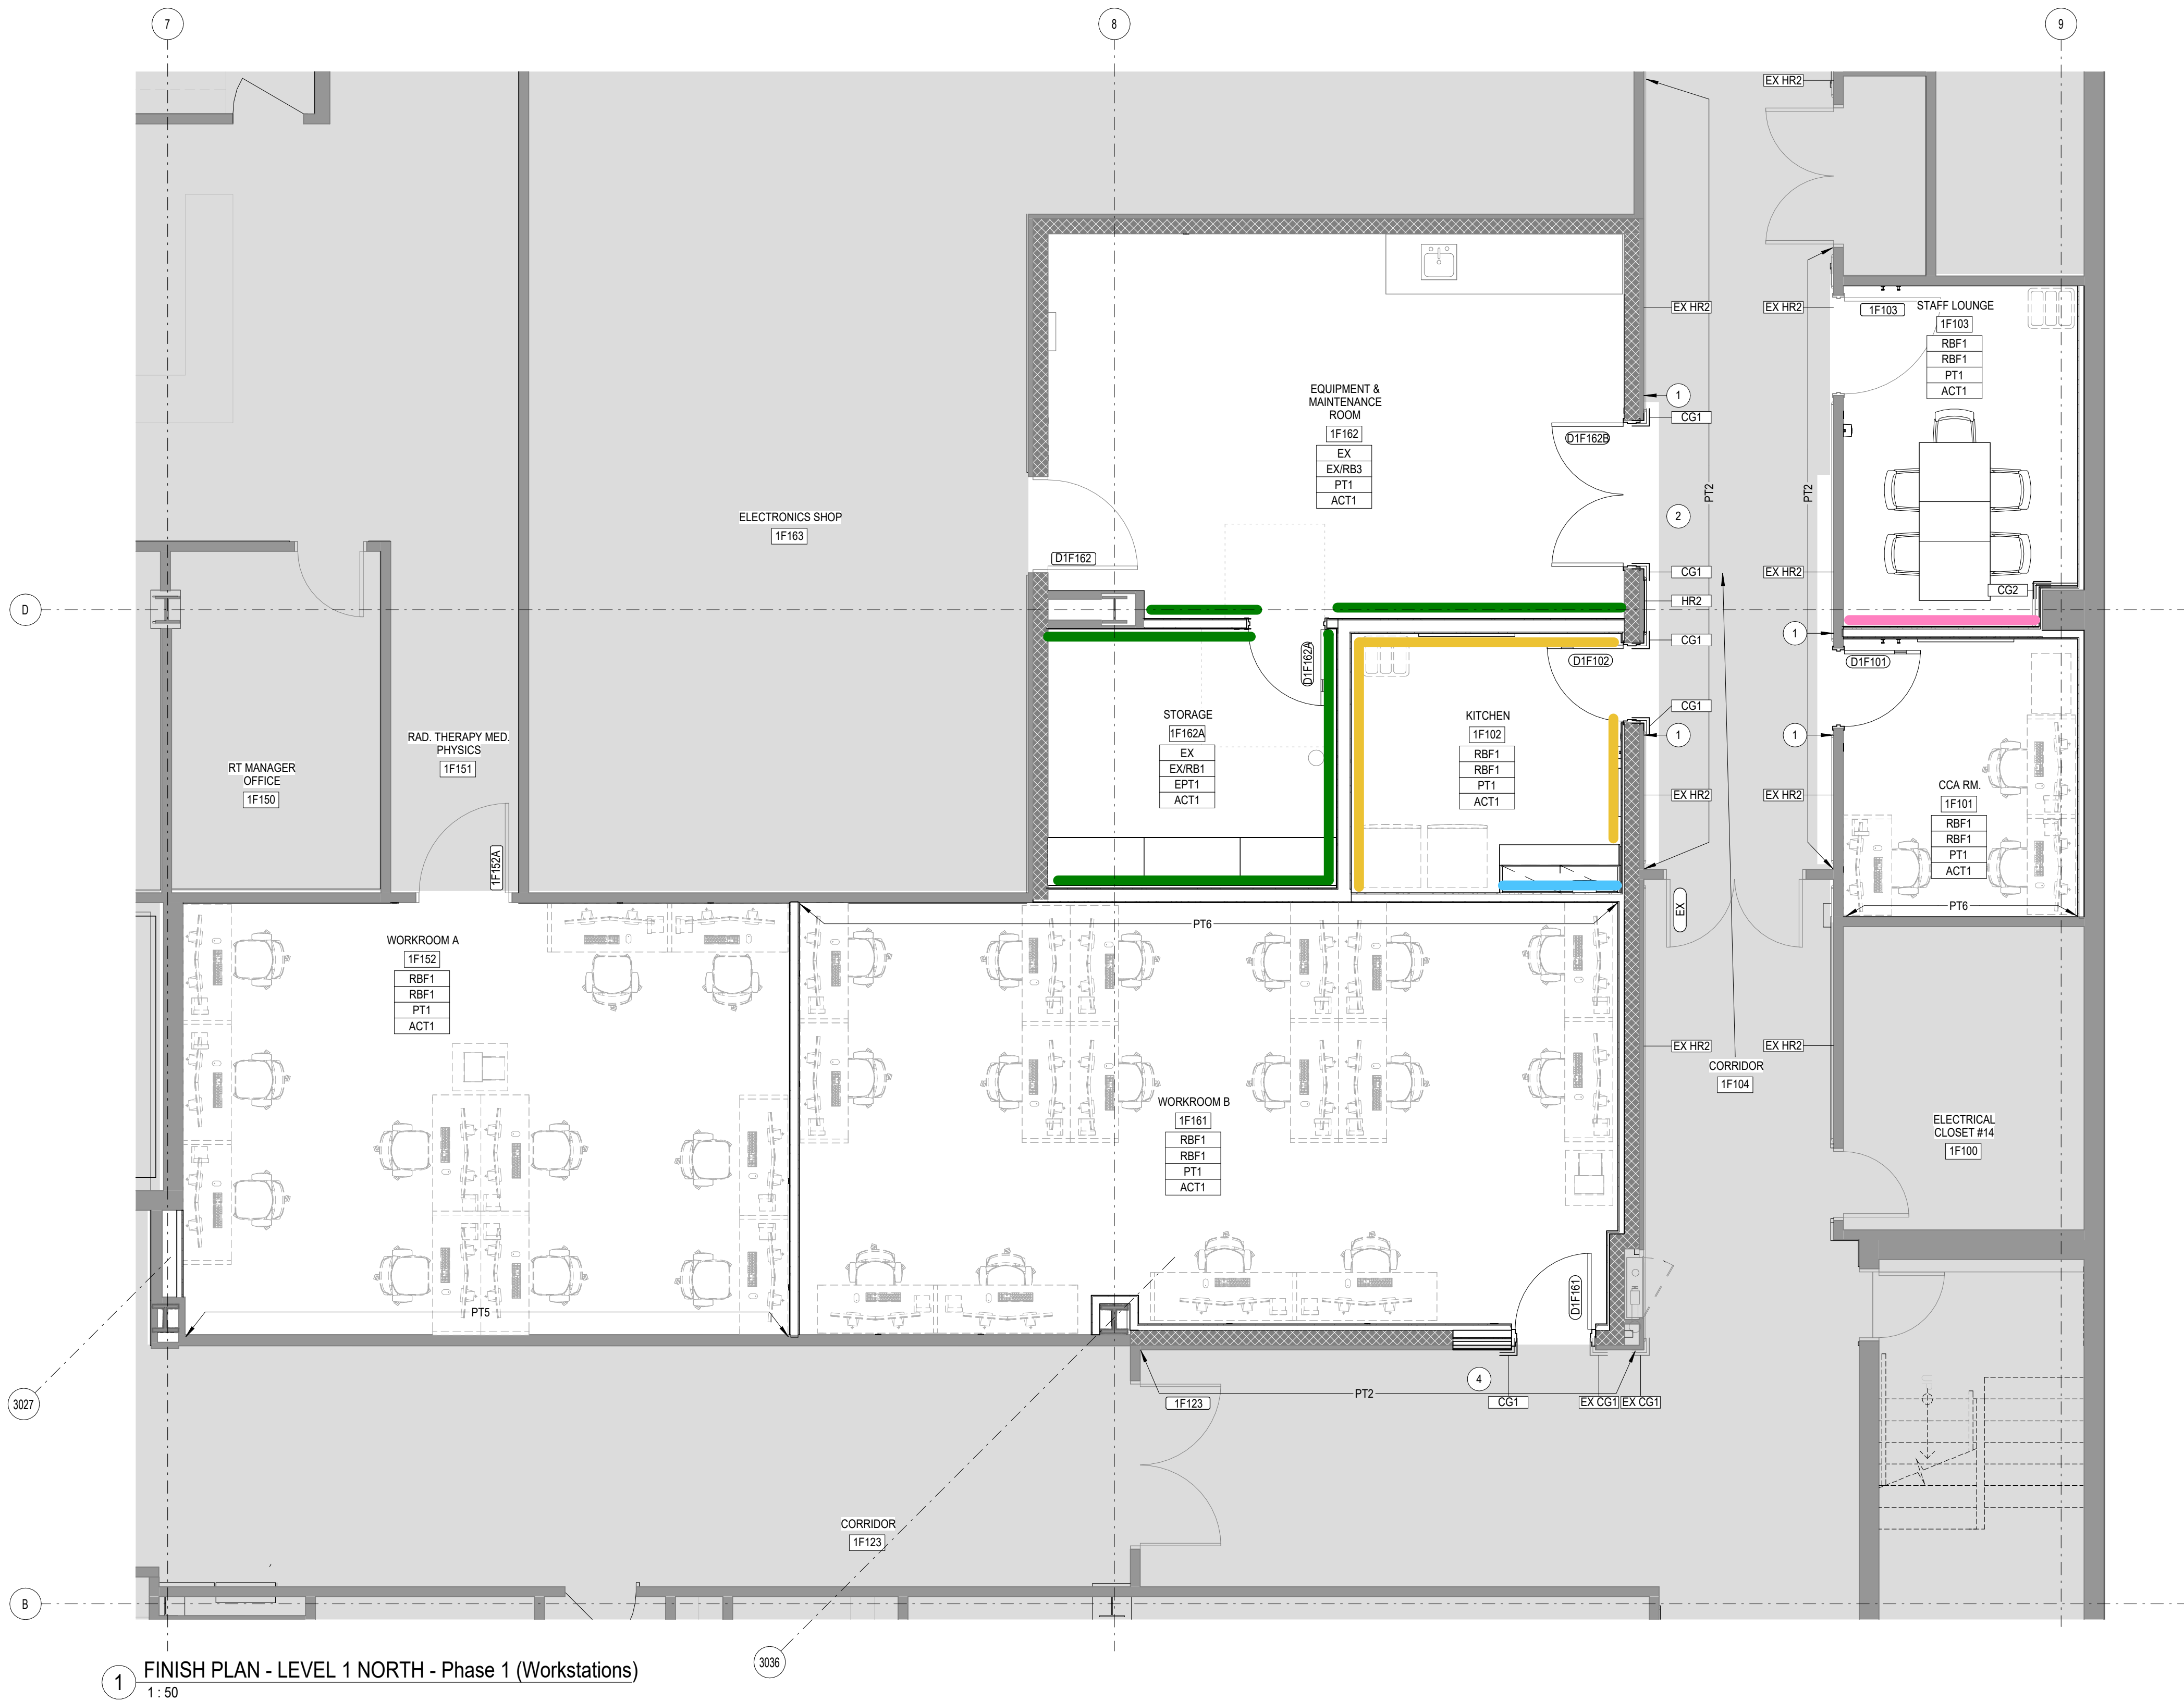 7
8
9
EX HR2
EX HR2
EX HR2
1F103
STAFF LOUNGE
1F103
RBF1
RBF1
PT1
ACT1
EQUIPMENT &
MAINTENANCE
ROOM
1F162
EX
EX/RB3
PT1
ACT1
1
CG1
D1F162B
PT2
PT2
2
ELECTRONICS SHOP
1F163
D1F162
CG1
EX HR2
CG2
HR2
D
CG1
1
D1F162A
D1F102
D1F101
CG1
1
1
STORAGE
1F162A
EX
EX/RB1
EPT1
ACT1
KITCHEN
1F102
RBF1
RBF1
PT1
ACT1
RAD. THERAPY MED.
PHYSICS
1F151
RT MANAGER
OFFICE
1F150
EX HR2
EX HR2
CCA RM.
1F101
RBF1
RBF1
PT1
ACT1
1F152A
EX
PT6
PT6
WORKROOM A
1F152
RBF1
RBF1
PT1
ACT1
EX HR2
EX HR2
CORRIDOR
1F104
WORKROOM B
1F161
RBF1
RBF1
PT1
ACT1
ELECTRICAL
CLOSET #14
1F100
D1F161
PT5
4
PT2
3027
1F123
CG1
EX CG1
EX CG1
CORRIDOR
1F123
B
3036
1
FINISH PLAN - LEVEL 1 NORTH - Phase 1 (Workstations)
1 : 50